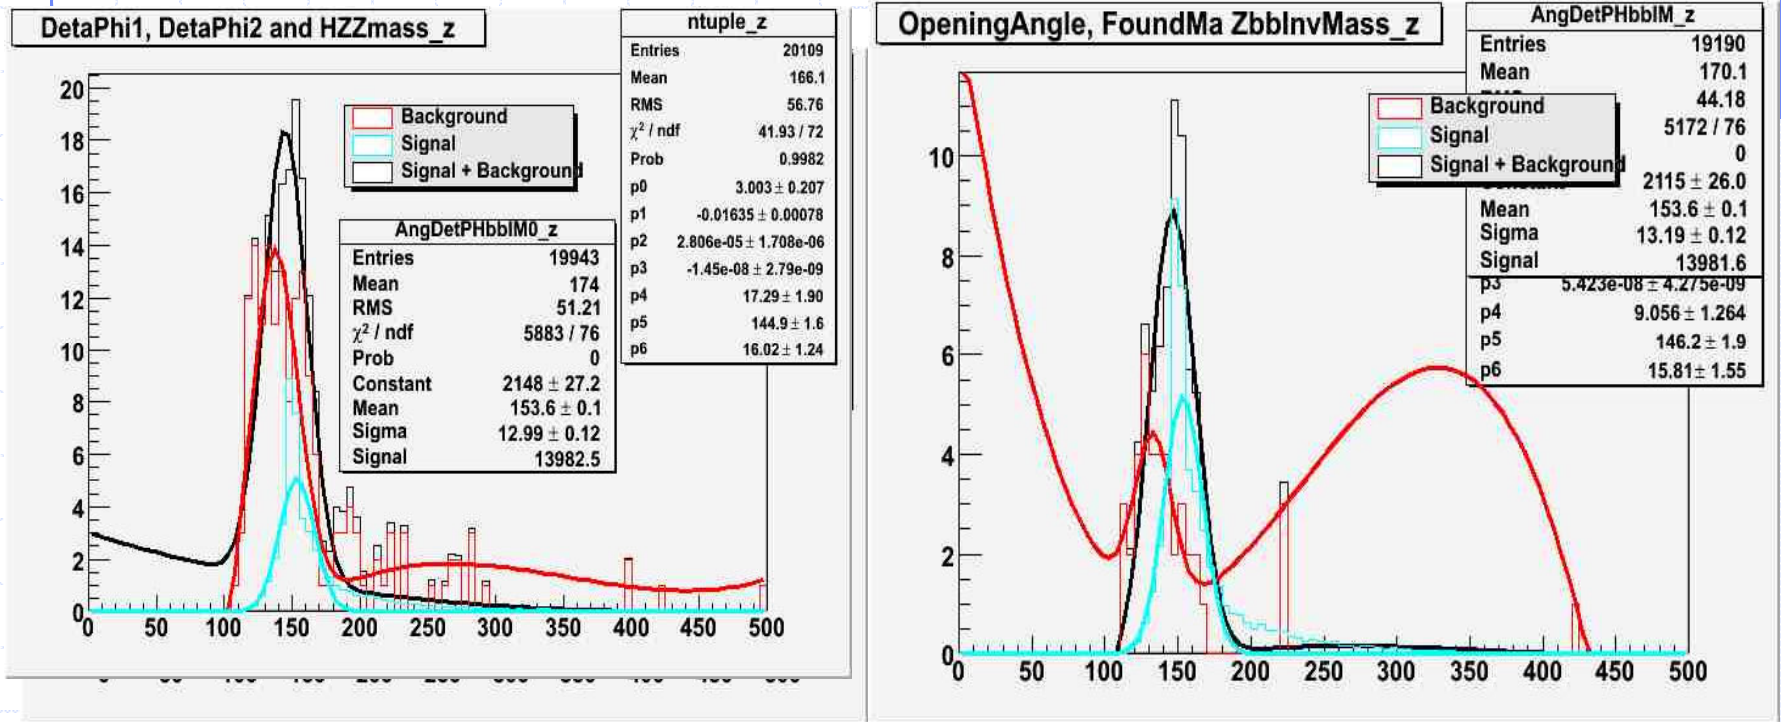 DetaPhi1, DetaPhi2 and HZZmass_z
ntuple_z
Entries 20109
Mean 166.1
RMS 56.76
χ² / ndf 41.93 / 72
Prob 0.9982
p0 3.003 ± 0.207
p1 -0.01635 ± 0.00078
p2 2.806e-05 ± 1.708e-06
p3 -1.45e-08 ± 2.79e-09
p4 17.29 ± 1.90
p5 144.9 ± 1.6
p6 16.02 ± 1.24
Background
Signal
Signal + Background
AngDetPHbbIM0_z
Entries 19943
Mean 174
RMS 51.21
χ² / ndf 5883 / 76
Prob 0
Constant 2148 ± 27.2
Mean 153.6 ± 0.1
Sigma 12.99 ± 0.12
Signal 13982.5
20
18
16
14
12
10
8
6
4
2
0
0 50 100 150 200 250 300 350 400 450 500
OpeningAngle, FoundMa ZbbInvMass_z
AngDetPHbbIM_z
Entries 19190
Mean 170.1
44.18
5172 / 76
0
2115 ± 26.0
Mean 153.6 ± 0.1
Sigma 13.19 ± 0.12
Signal 13981.6
p3 5.423e-08 ± 4.275e-09
p4 9.056 ± 1.264
p5 146.2 ± 1.9
p6 15.81 ± 1.55
Background
Signal
Signal + Background
10
8
6
4
2
0
0 50 100 150 200 250 300 350 400 450 500